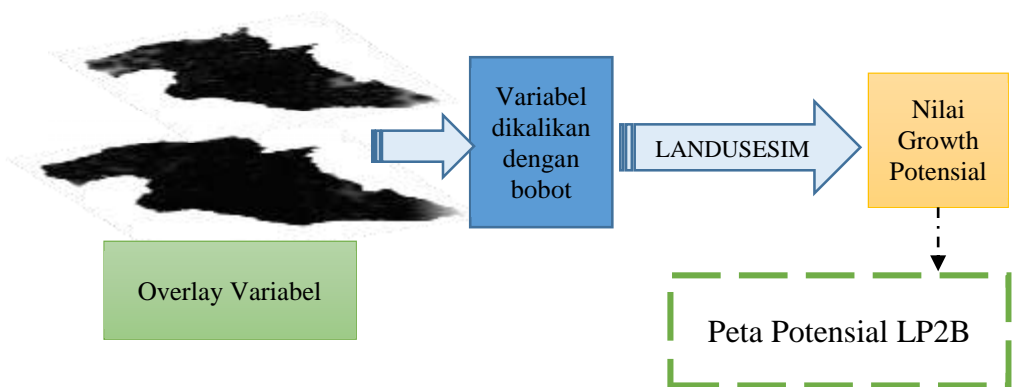 Variabel
dikalikan
dengan
bobot
LANDUSESIM
Nilai
Growth
Potensial
Overlay Variabel
Peta Potensial LP2B